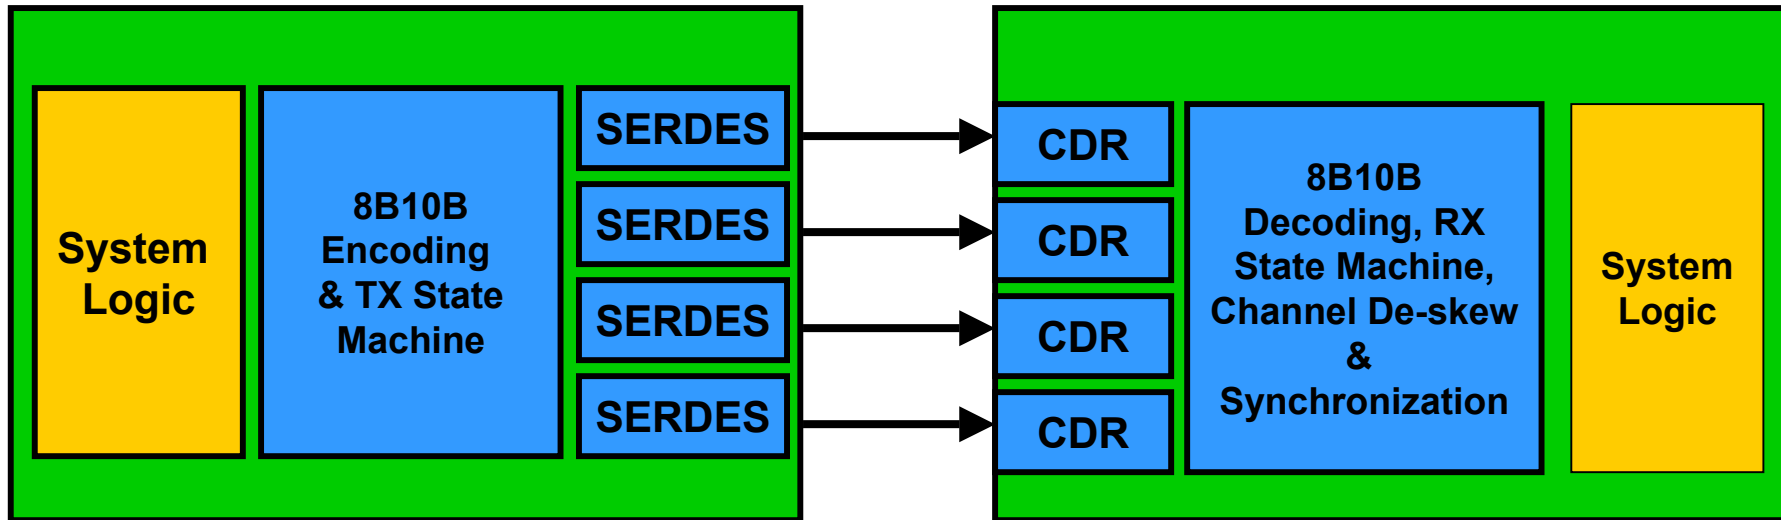 System
Logic
8B10B
Encoding
& TX State
Machine
SERDES
SERDES
SERDES
SERDES
CDR
CDR
CDR
CDR
8B10B
Decoding, RX
State Machine,
Channel De-skew
&
Synchronization
System
Logic